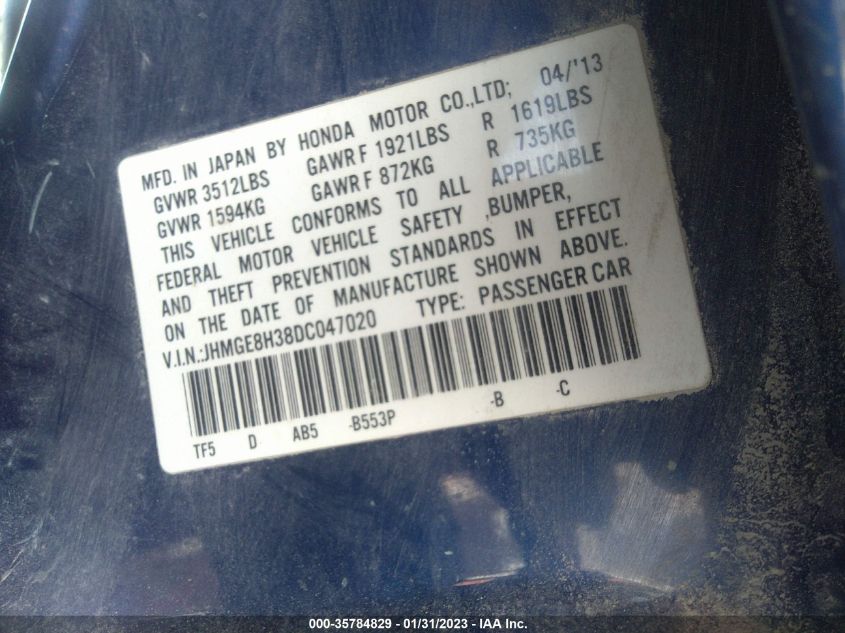 MFD. IN JAPAN BY HONDA MOTOR CO.,LTD; 04/'13
GVWR 3512LBS GAWR F 1921LBS R 1619LBS
GVWR 1594KG GAWR F 872KG R 735KG
THIS VEHICLE CONFORMS TO ALL APPLICABLE
FEDERAL MOTOR VEHICLE SAFETY ,BUMPER,
AND THEFT PREVENTION STANDARDS IN EFFECT
ON THE DATE OF MANUFACTURE SHOWN ABOVE.
V.I.N.:JHMGE8H38DC047020 TYPE: PASSENGER CAR
TF5 D AB5 -B553P -B -C
000-35784829 - 01/31/2023 - IAA Inc.